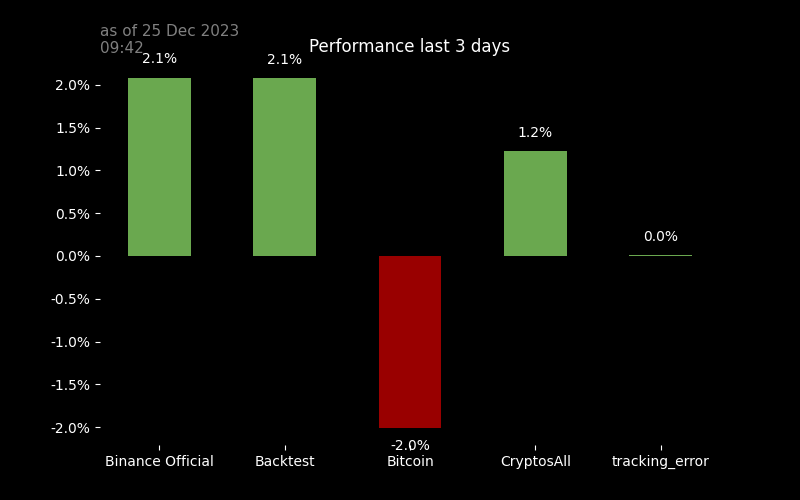 as of 25 Dec 2023
09:42
Performance last 3 days
2.1%
2.1%
1.2%
0.0%
-2.0%
2.0%
1.5%
1.0%
0.5%
0.0%
-0.5%
-1.0%
-1.5%
-2.0%
Binance Official
Backtest
Bitcoin
CryptosAll
tracking_error